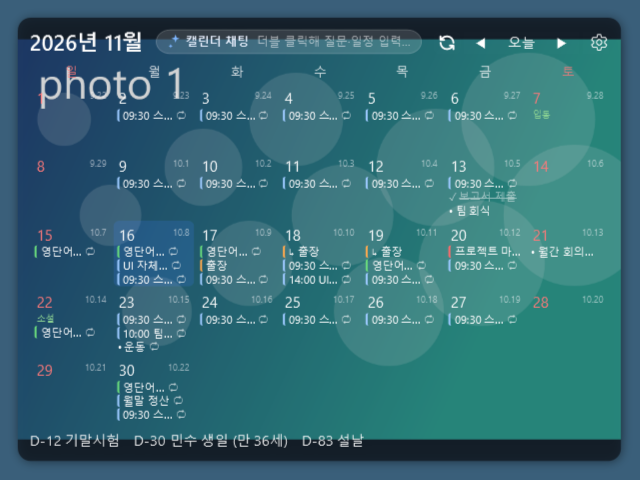 2026년 11월 캘린더 채팅 더블 클릭해 질문·일정 입력... 오늘
photo 1
일 월 화 수 목 금 토
1 9.22 2 9.23 3 9.24 4 9.25 5 9.26 6 9.27 7 9.28
09:30 스... 09:30 스... 09:30 스... 09:30 스... 09:30 스... 입동
8 9.29 9 10.1 10 10.2 11 10.3 12 10.4 13 10.5 14 10.6
09:30 스... 09:30 스... 09:30 스... 09:30 스... 09:30 스...
✓보고서 제출
•팀 회식
15 10.7 16 10.8 17 10.9 18 10.10 19 10.11 20 10.12 21 10.13
영단어... 영단어... 영단어... ↳ 출장 ↳ 출장 프로젝트 마... •월간 회의...
UI 자체... 출장 09:30 스... 영단어... 09:30 스...
09:30 스... 09:30 스... 14:00 UI... 09:30 스...
22 10.14 23 10.15 24 10.16 25 10.17 26 10.18 27 10.19 28 10.20
소설 09:30 스... 09:30 스... 09:30 스... 09:30 스... 09:30 스...
영단어... 10:00 팀...
•운동
29 10.21 30 10.22
영단어...
월말 정산
09:30 스...
D-12 기말시험 D-30 민수 생일 (만 36세) D-83 설날